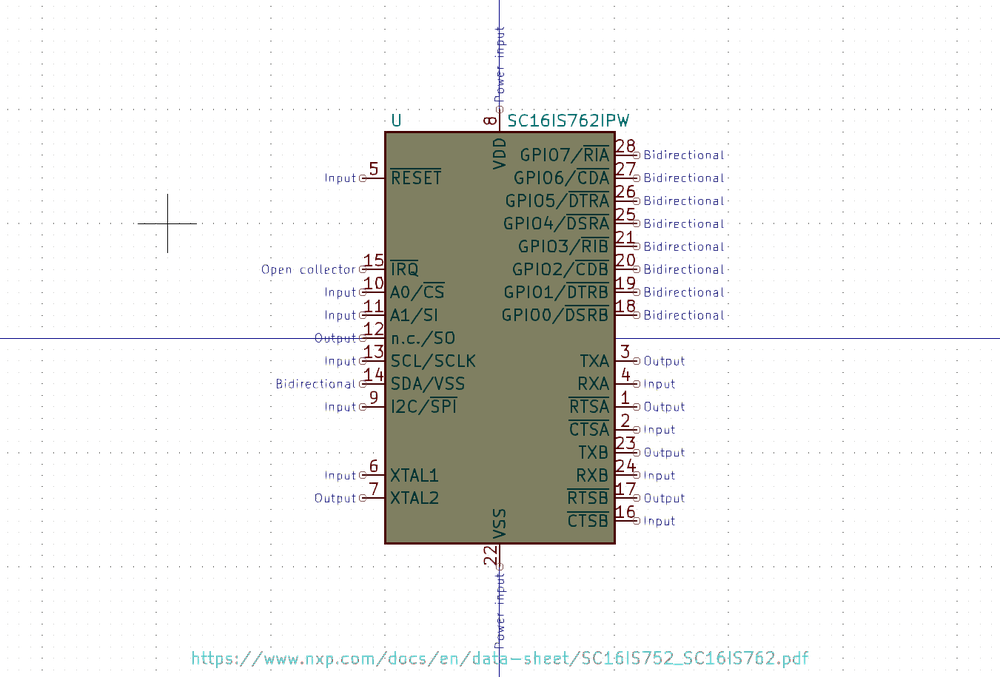 Power input
U 8 SC16IS762IPW
VDD
GPIO7/RIA 28 Bidirectional
Input 5 RESET GPIO6/CDA 27 Bidirectional
GPIO5/DTRA 26 Bidirectional
GPIO4/DSRA 25 Bidirectional
GPIO3/RIB 21 Bidirectional
Open collector 15 IRQ GPIO2/CDB 20 Bidirectional
Input 10 A0/CS GPIO1/DTRB 19 Bidirectional
Input 11 A1/SI GPIO0/DSRB 18 Bidirectional
Output 12 n.c./SO
Input 13 SCL/SCLK TXA 3 Output
Bidirectional 14 SDA/VSS RXA 4 Input
Input 9 I2C/SPI RTSA 1 Output
CTSA 2 Input
TXB 23 Output
Input 6 XTAL1 RXB 24 Input
Output 7 XTAL2 RTSB 17 Output
VSS CTSB 16 Input
22
Power input
https://www.nxp.com/docs/en/data-sheet/SC16IS752_SC16IS762.pdf